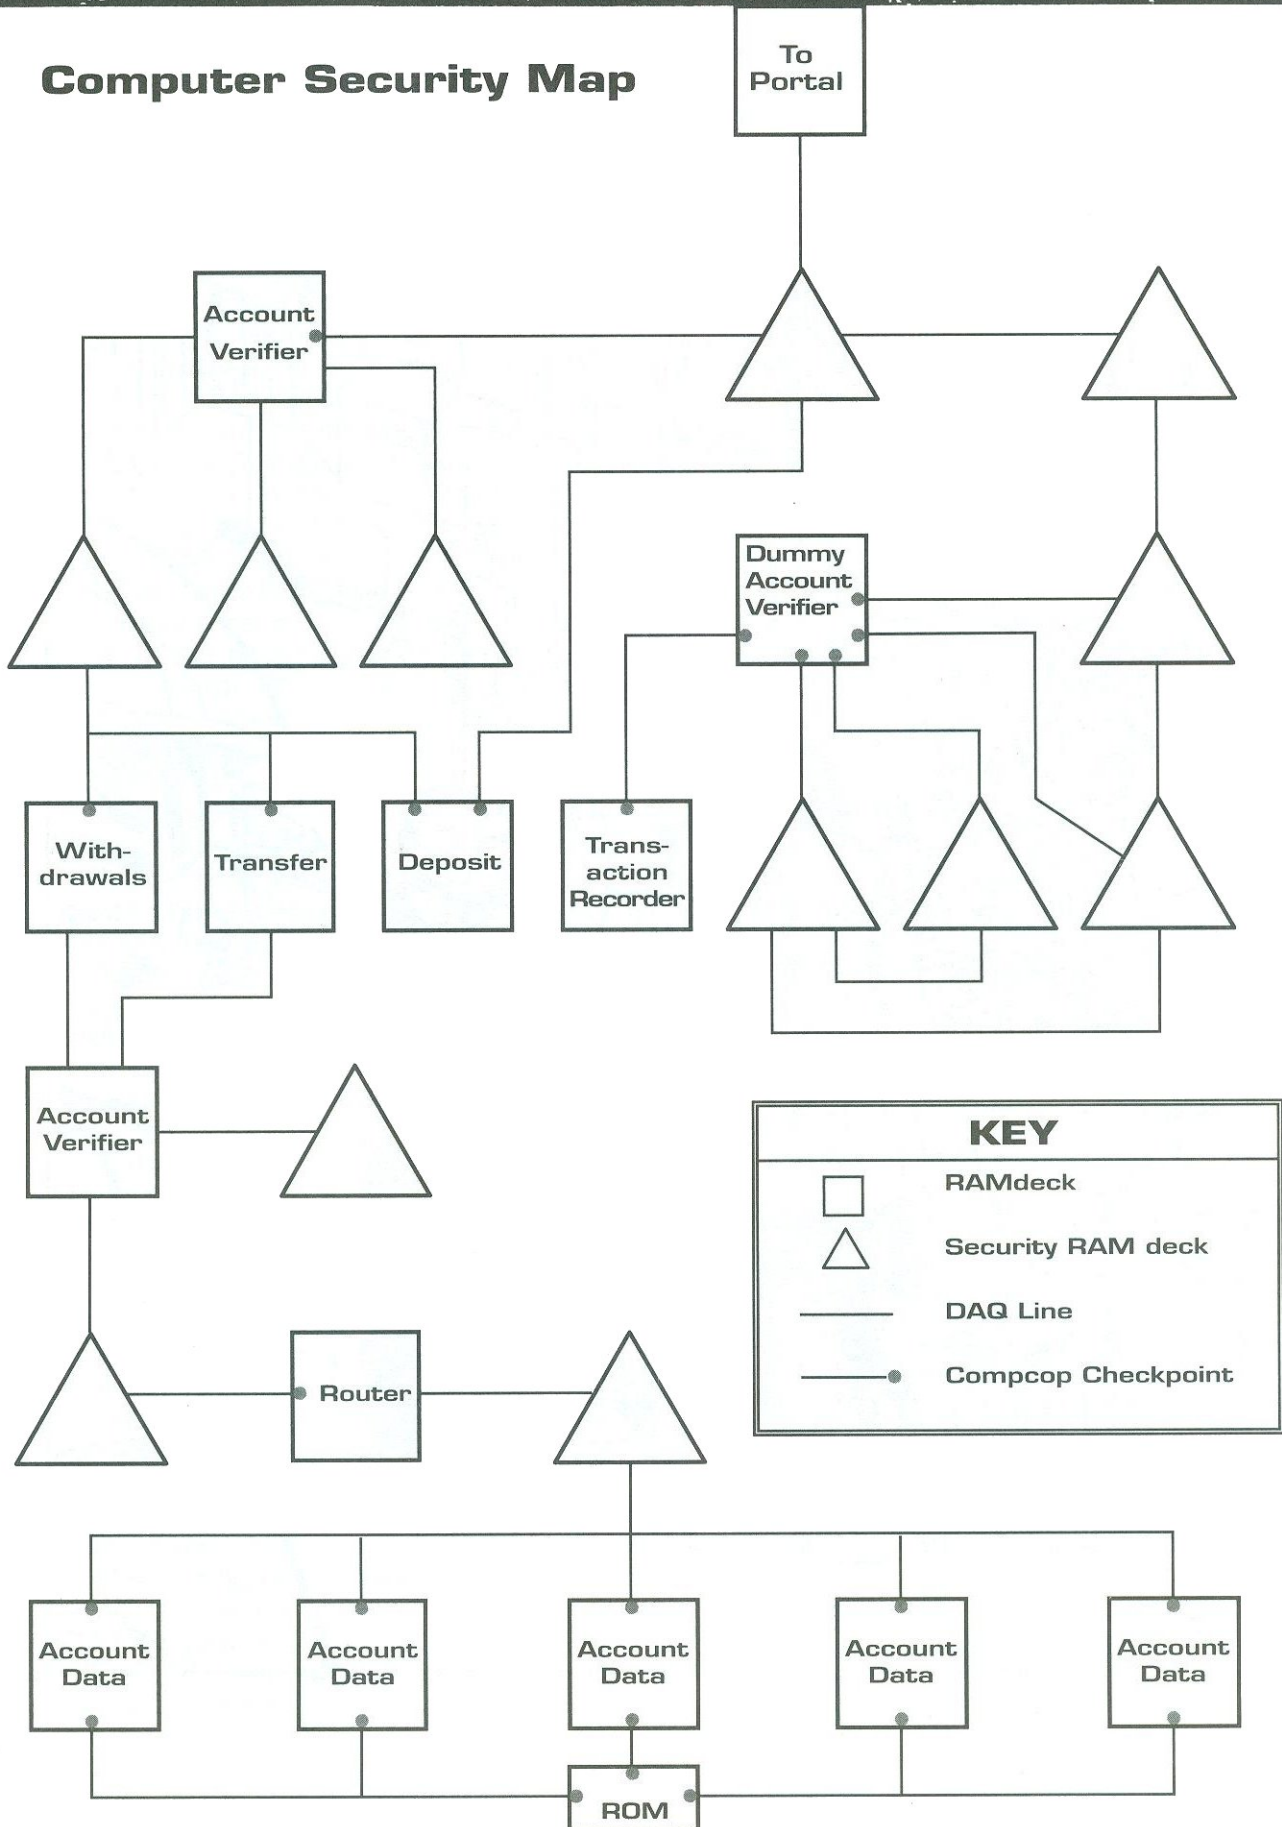 Computer Security Map
To
Portal
Account
Verifier
Dummy
Account
Verifier
With-
drawals
Transfer
Deposit
Trans-
action
Recorder
Account
Verifier
KEY
RAMdeck
Security RAM deck
DAQ Line
Compcop Checkpoint
Router
Account
Data
Account
Data
Account
Data
Account
Data
Account
Data
ROM